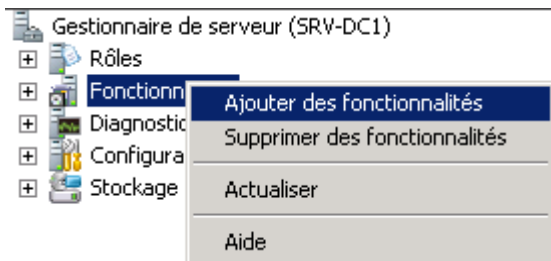 Gestionnaire de serveur (SRV-DC1)
Rôles
Fonctionn
Ajouter des fonctionnalités
Diagnostic
Supprimer des fonctionnalités
Configura
Stockage
Actualiser
Aide